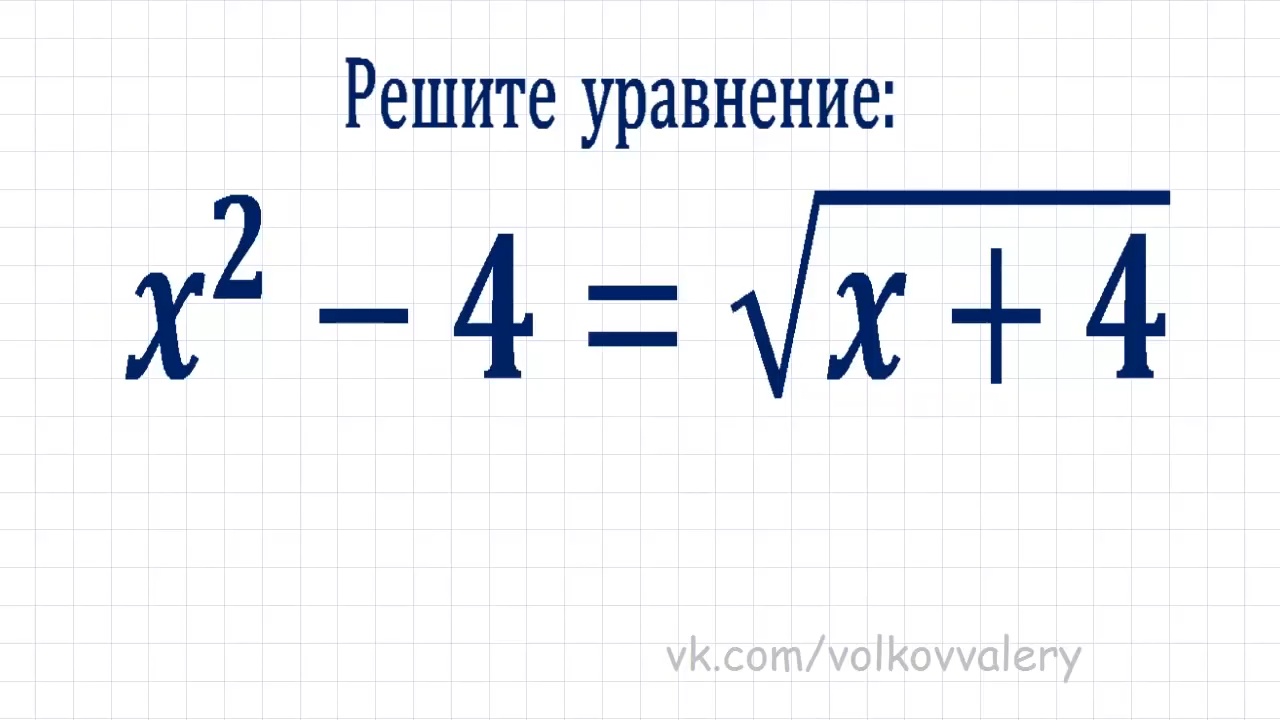 Решите уравнение:
x² − 4 = √(x + 4)
vk.com/volkovvalery